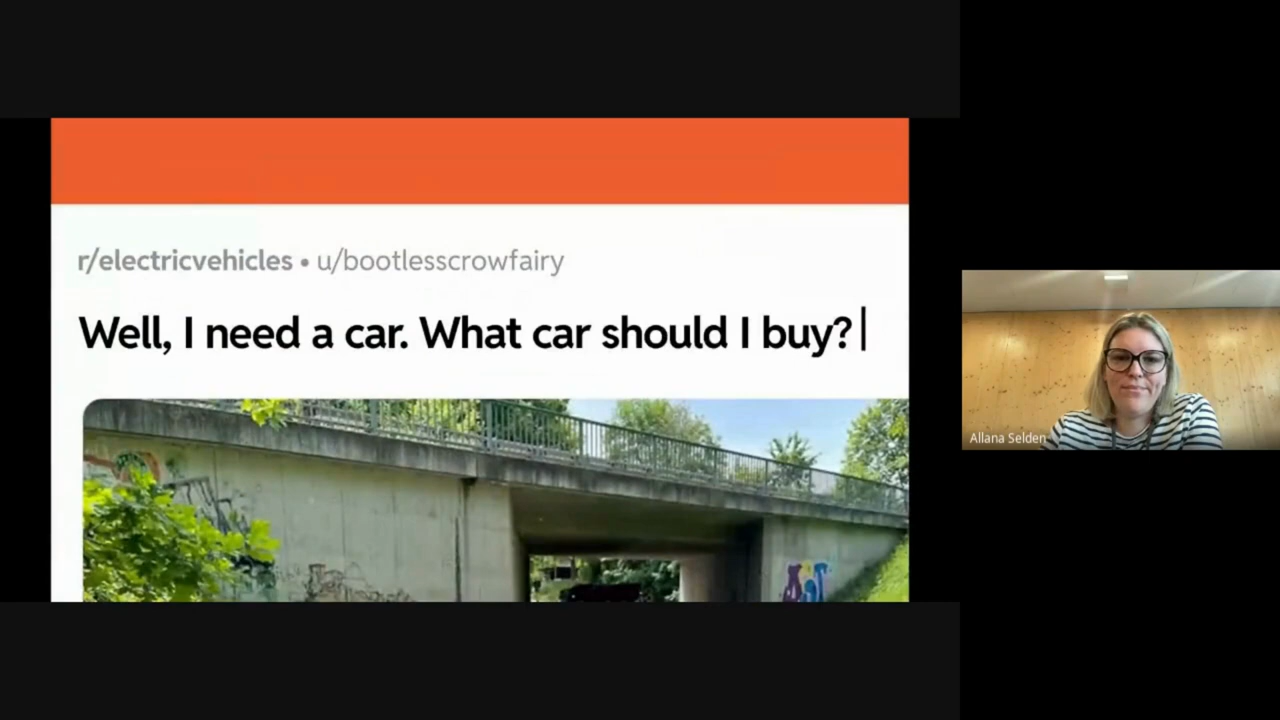 r/electricvehicles • u/bootlesscrowfairy
Well, I need a car. What car should I buy?
Allana Selden